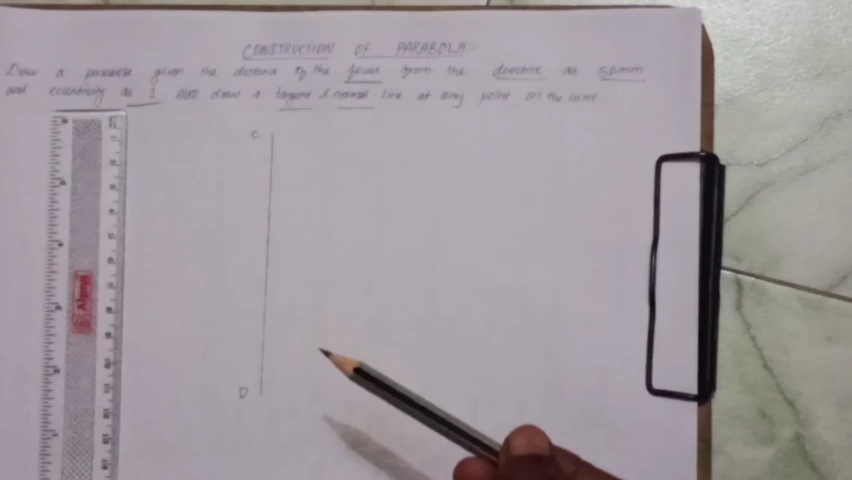 CONSTRUCTION OF PARABOLA
Draw a parabola given the distance of the focus from the directrix as 50mm
and eccentricity as 1. Also draw a tangent & normal line at any point on the curve
C
D